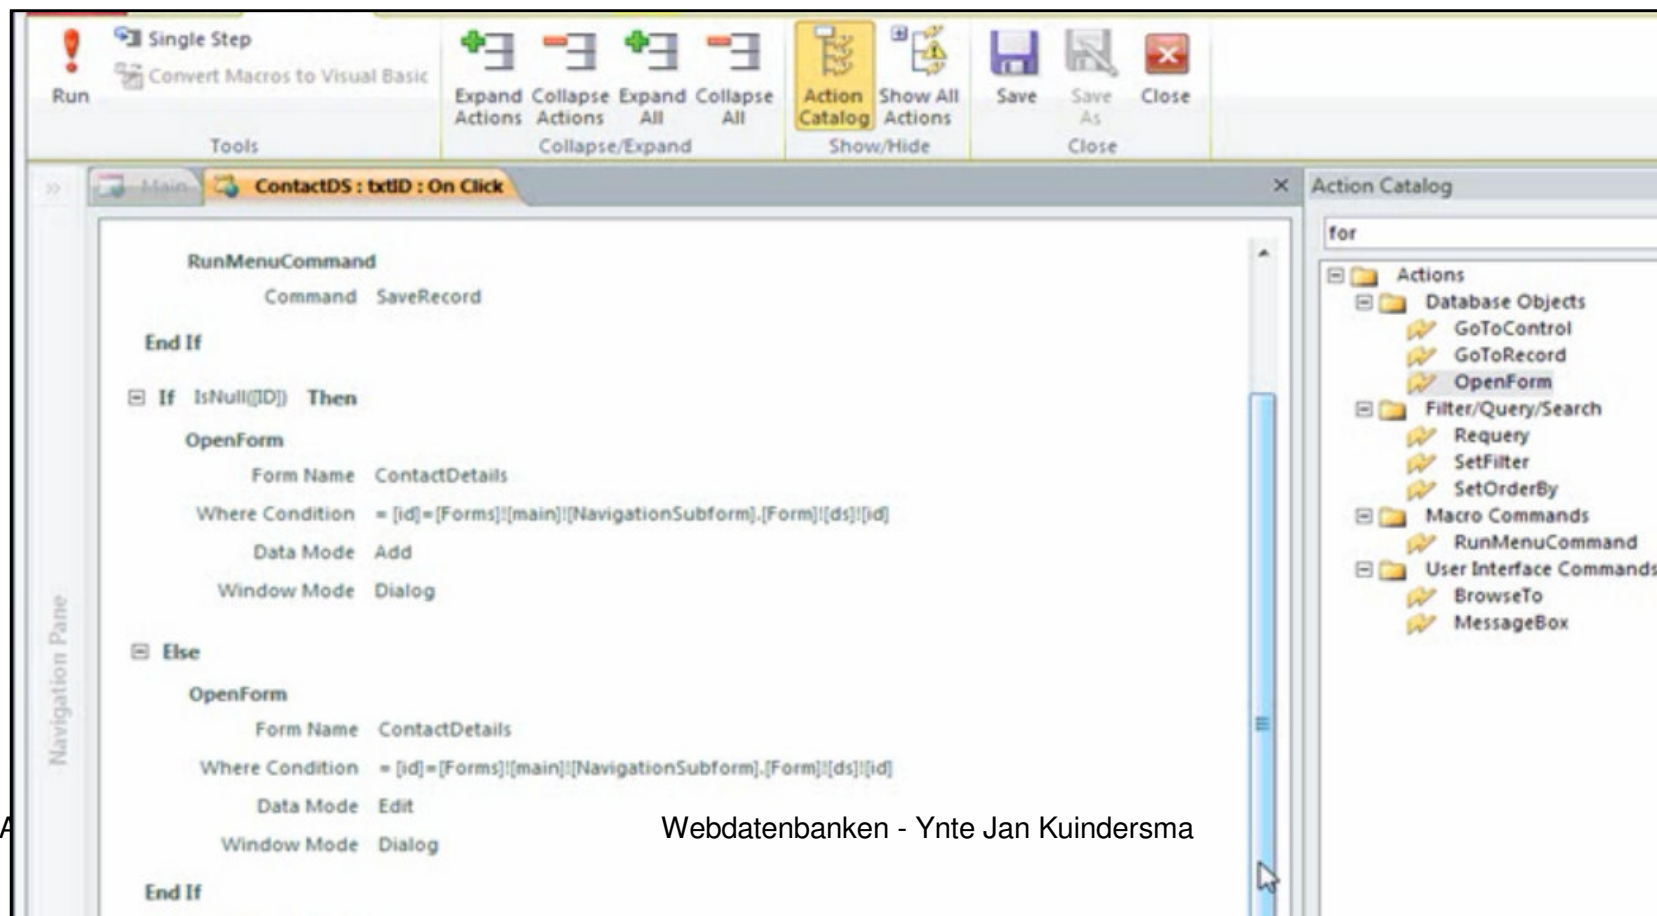 Single Step
Convert Macros to Visual Basic
Run
Expand Actions
Collapse Actions
Expand All
Collapse All
Action Catalog
Show All Actions
Save
Save As
Close
Tools
Collapse/Expand
Show/Hide
Close
Main
ContactDS : txtID : On Click
Action Catalog
for
Navigation Pane
RunMenuCommand
Command SaveRecord
End If
If IsNull([ID]) Then
OpenForm
Form Name ContactDetails
Where Condition = [id]=[Forms]![main]![NavigationSubform].[Form]![ds]![id]
Data Mode Add
Window Mode Dialog
Else
OpenForm
Form Name ContactDetails
Where Condition = [id]=[Forms]![main]![NavigationSubform].[Form]![ds]![id]
Data Mode Edit
Window Mode Dialog
End If
Actions
Database Objects
GoToControl
GoToRecord
OpenForm
Filter/Query/Search
Requery
SetFilter
SetOrderBy
Macro Commands
RunMenuCommand
User Interface Commands
BrowseTo
MessageBox
Webdatenbanken - Ynte Jan Kuindersma